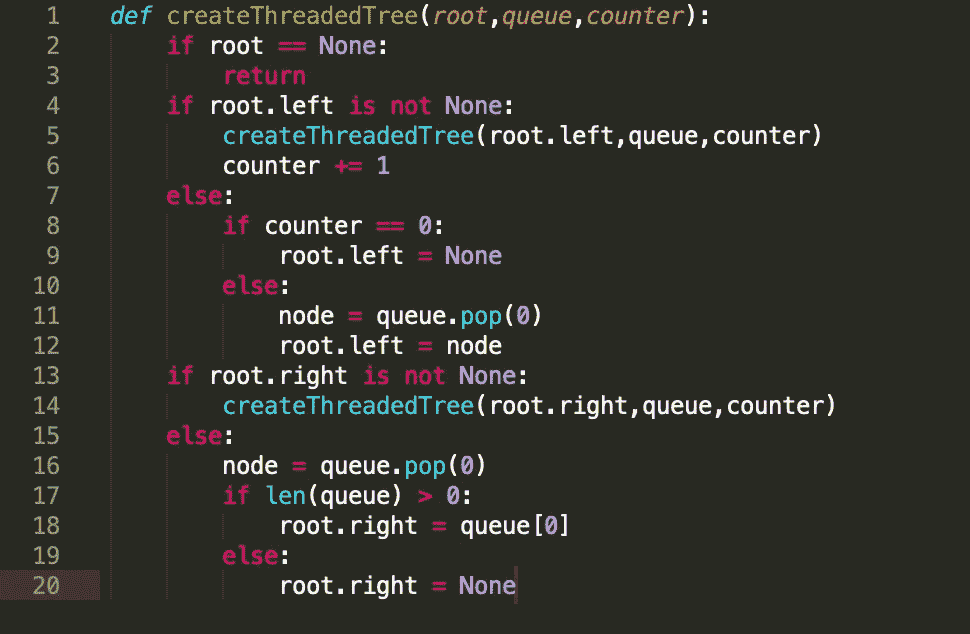 1 def createThreadedTree(root,queue,counter):
2     if root == None:
3         return
4     if root.left is not None:
5         createThreadedTree(root.left,queue,counter)
6         counter += 1
7     else:
8         if counter == 0:
9             root.left = None
10         else:
11             node = queue.pop(0)
12             root.left = node
13     if root.right is not None:
14         createThreadedTree(root.right,queue,counter)
15     else:
16         node = queue.pop(0)
17         if len(queue) > 0:
18             root.right = queue[0]
19         else:
20             root.right = None